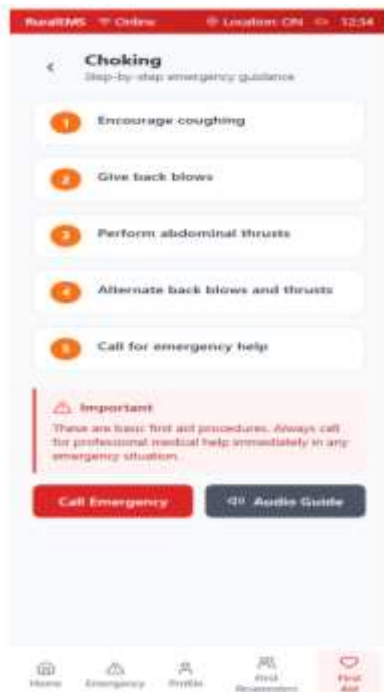 RuralEMS Online Location: ON 12:54
Choking
Step-by-step emergency guidance
1 Encourage coughing
2 Give back blows
3 Perform abdominal thrusts
4 Alternate back blows and thrusts
5 Call for emergency help
Important
These are basic first aid procedures. Always call
for professional medical help immediately in any
emergency situation.
Call Emergency Audio Guide
Home Emergency Profile First Responders First Aid